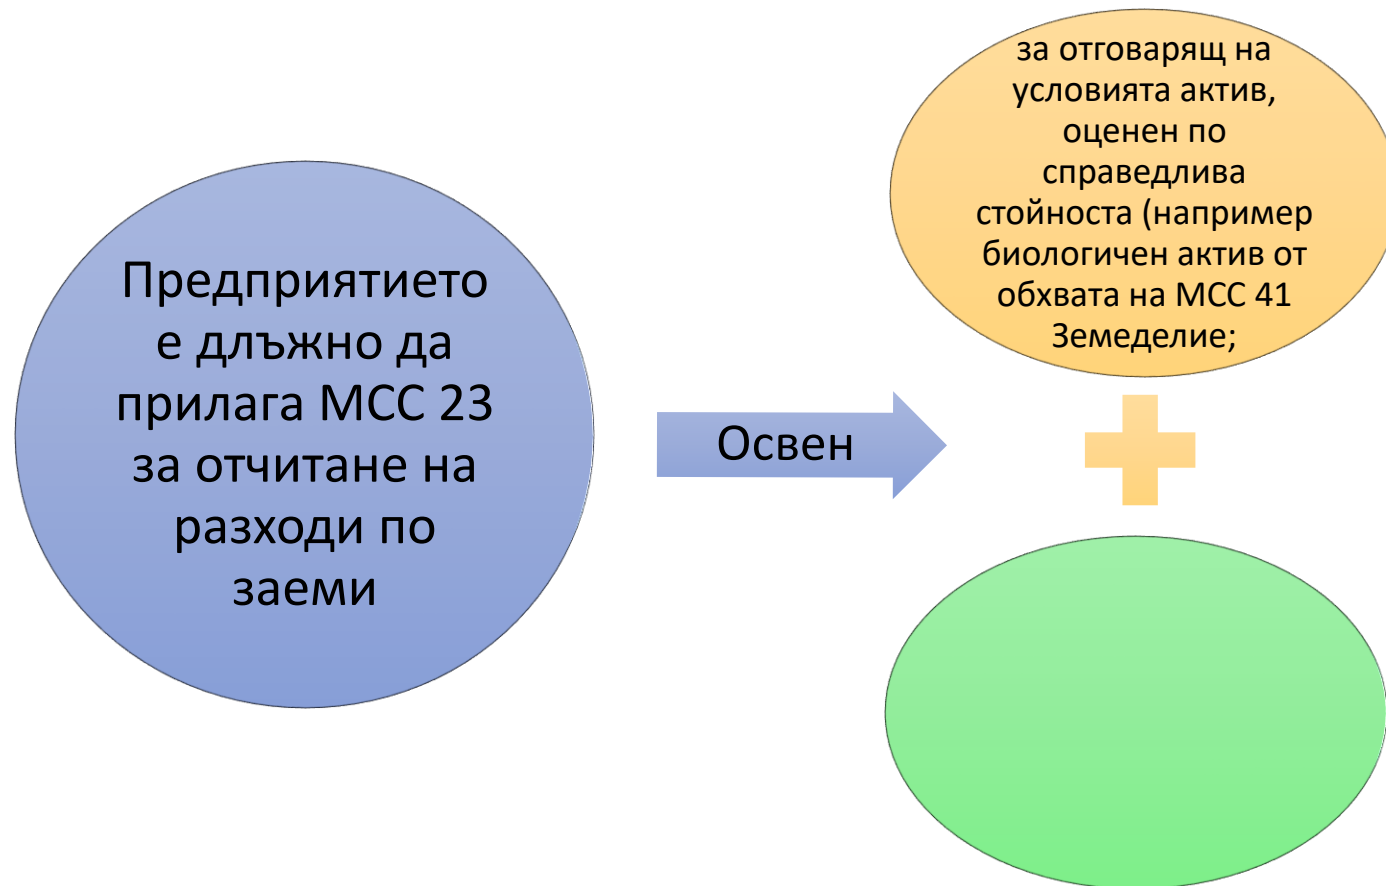 Предприятието
е длъжно да
прилага МСС 23
за отчитане на
разходи по
заеми
Освен
за отговарящ на
условията актив,
оценен по
справедлива
стойноста (например
биологичен актив от
обхвата на МСС 41
Земеделие;